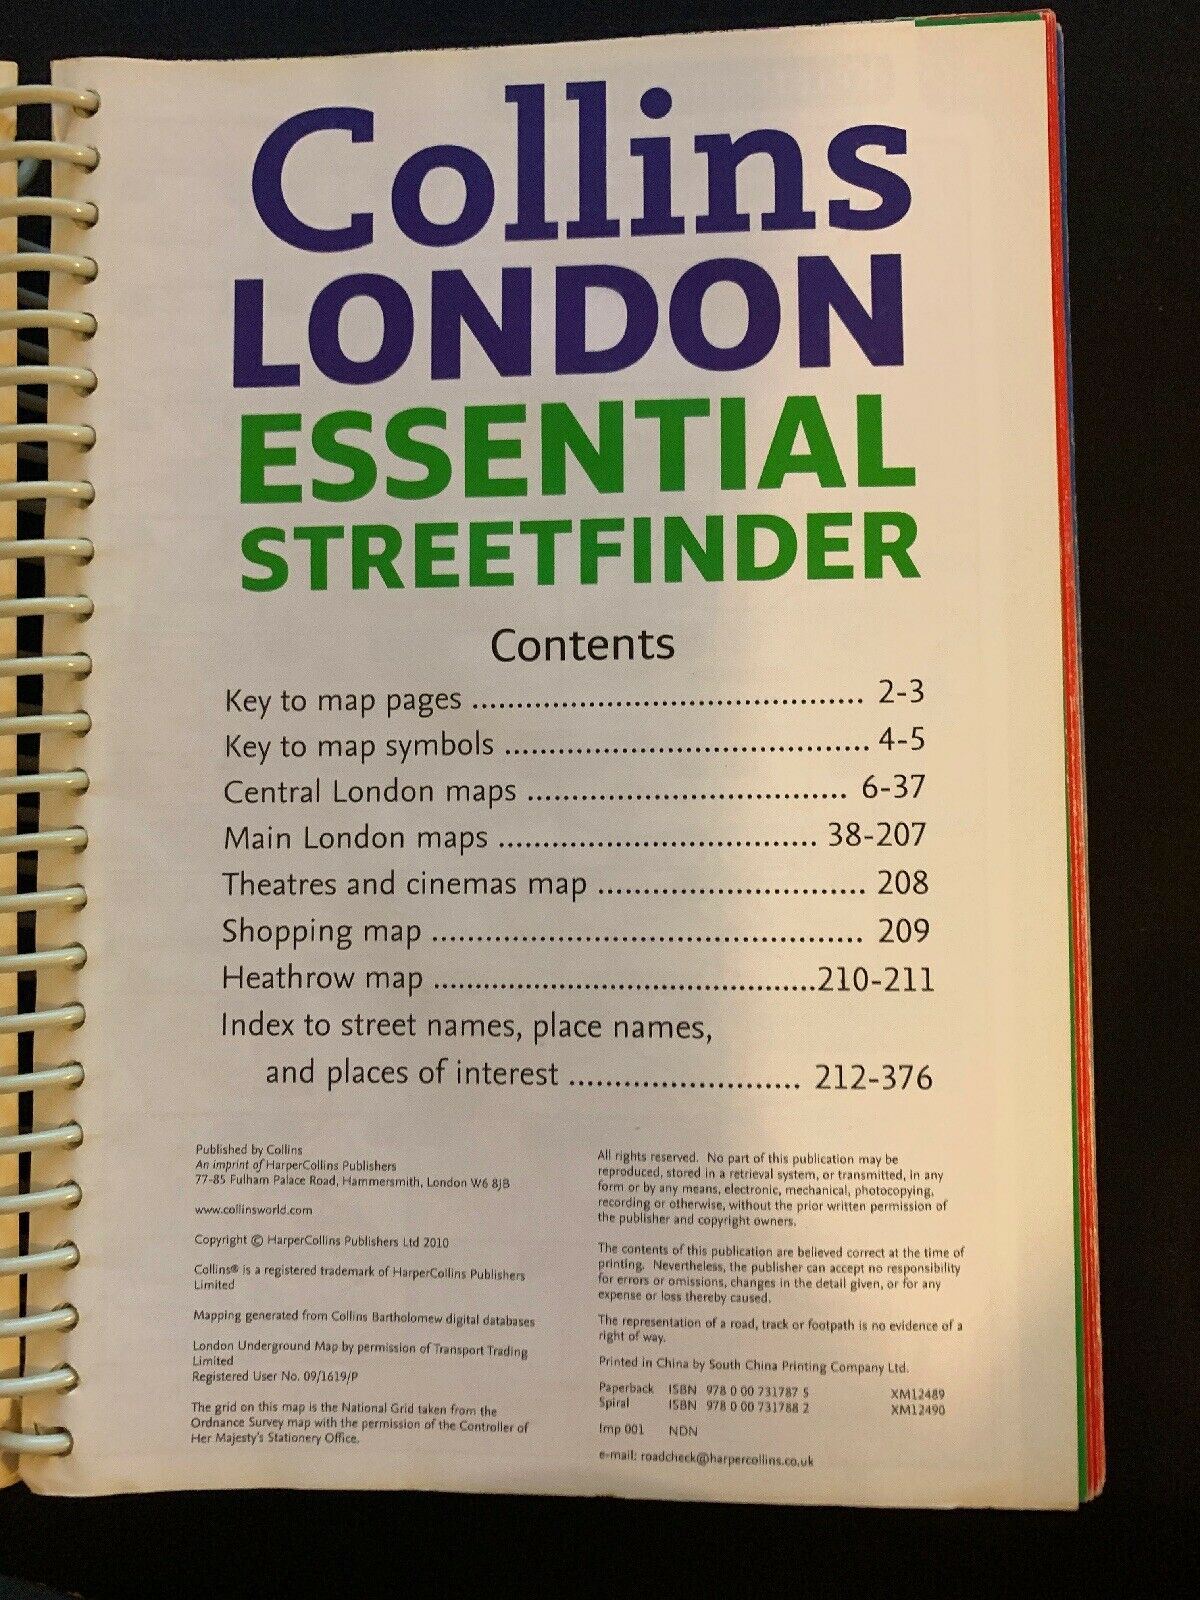 Collins
LONDON
ESSENTIAL
STREETFINDER
Contents
Key to map pages ............................................ 2-3
Key to map symbols ........................................ 4-5
Central London maps ................................... 6-37
Main London maps ................................... 38-207
Theatres and cinemas map ............................. 208
Shopping map ............................................... 209
Heathrow map ..........................................210-211
Index to street names, place names,
and places of interest .......................... 212-376
Published by Collins
An imprint of HarperCollins Publishers
77-85 Fulham Palace Road, Hammersmith, London W6 8JB
www.collinsworld.com
Copyright © HarperCollins Publishers Ltd 2010
Collins® is a registered trademark of HarperCollins Publishers
Limited
Mapping generated from Collins Bartholomew digital databases
London Underground Map by permission of Transport Trading
Limited
Registered User No. 09/1619/P
The grid on this map is the National Grid taken from the
Ordnance Survey map with the permission of the Controller of
Her Majesty's Stationery Office.
All rights reserved. No part of this publication may be
reproduced, stored in a retrieval system, or transmitted, in any
form or by any means, electronic, mechanical, photocopying,
recording or otherwise, without the prior written permission of
the publisher and copyright owners.
The contents of this publication are believed correct at the time of
printing. Nevertheless, the publisher can accept no responsibility
for errors or omissions, changes in the detail given, or for any
expense or loss thereby caused.
The representation of a road, track or footpath is no evidence of a
right of way.
Printed in China by South China Printing Company Ltd.
Paperback ISBN 978 0 00 731787 5 XM12489
Spiral ISBN 978 0 00 731788 2 XM12490
Imp 001 NDN
e-mail: roadcheck@harpercollins.co.uk